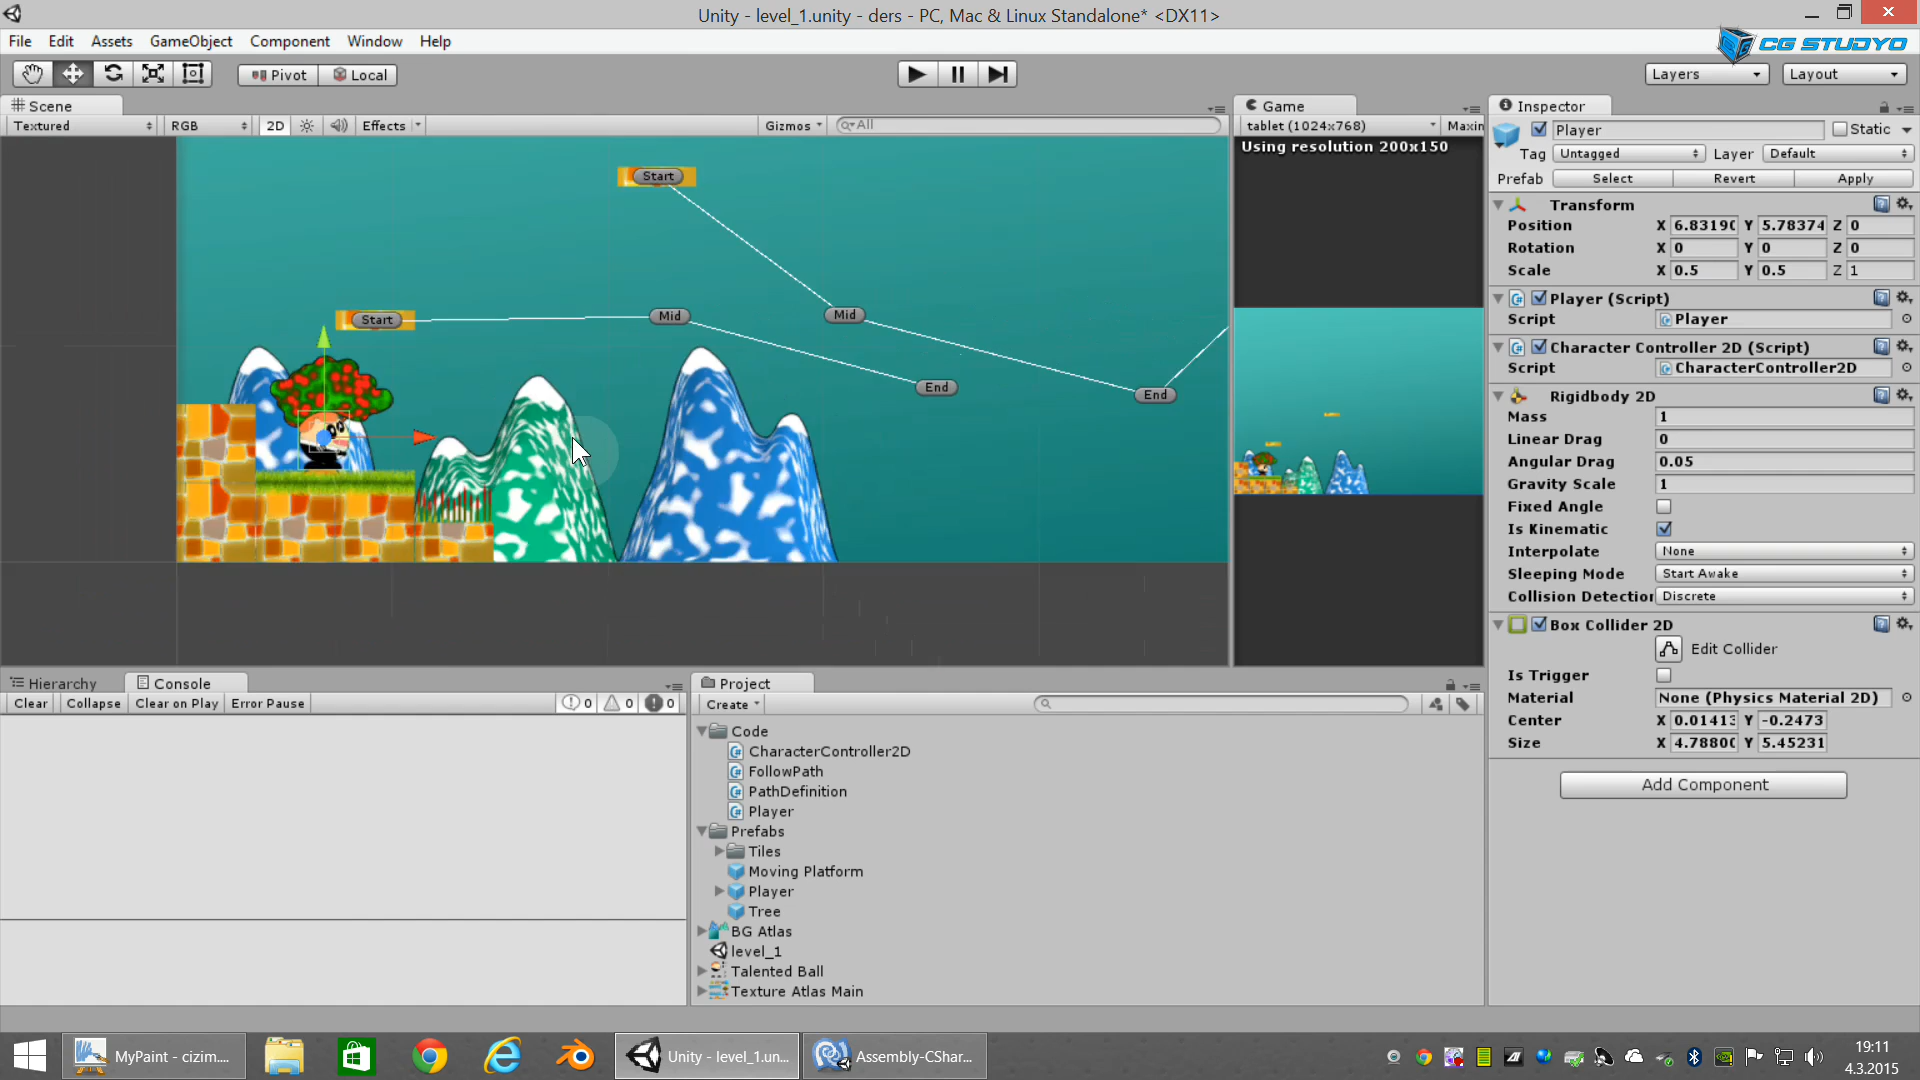 Unity - level_1.unity - ders - PC, Mac & Linux Standalone* <DX11>
File Edit Assets GameObject Component Window Help
CG STUDYO
Pivot Local
Layers Layout
Scene
Textured RGB 2D Effects Gizmos All
Start
Start
Mid
Mid
End
End
Game
tablet (1024x768) Maxin
Using resolution 200x150
Inspector
Player Static
Tag Untagged Layer Default
Prefab Select Revert Apply
Transform
Position X 6.8319( Y 5.78374 Z 0
Rotation X 0 Y 0 Z 0
Scale X 0.5 Y 0.5 Z 1
Player (Script)
Script Player
Character Controller 2D (Script)
Script CharacterController2D
Rigidbody 2D
Mass 1
Linear Drag 0
Angular Drag 0.05
Gravity Scale 1
Fixed Angle
Is Kinematic
Interpolate None
Sleeping Mode Start Awake
Collision Detection Discrete
Box Collider 2D
Edit Collider
Is Trigger
Material None (Physics Material 2D)
Center X 0.0141 Y -0.2473
Size X 4.7880 Y 5.45231
Add Component
Hierarchy Console
Clear Collapse Clear on Play Error Pause 0 0 0
Project
Create
Code
CharacterController2D
FollowPath
PathDefinition
Player
Prefabs
Tiles
Moving Platform
Player
Tree
BG Atlas
level_1
Talented Ball
Texture Atlas Main
MyPaint - cizim....
Unity - level_1.un...
Assembly-CShar...
19:11
4.3.2015